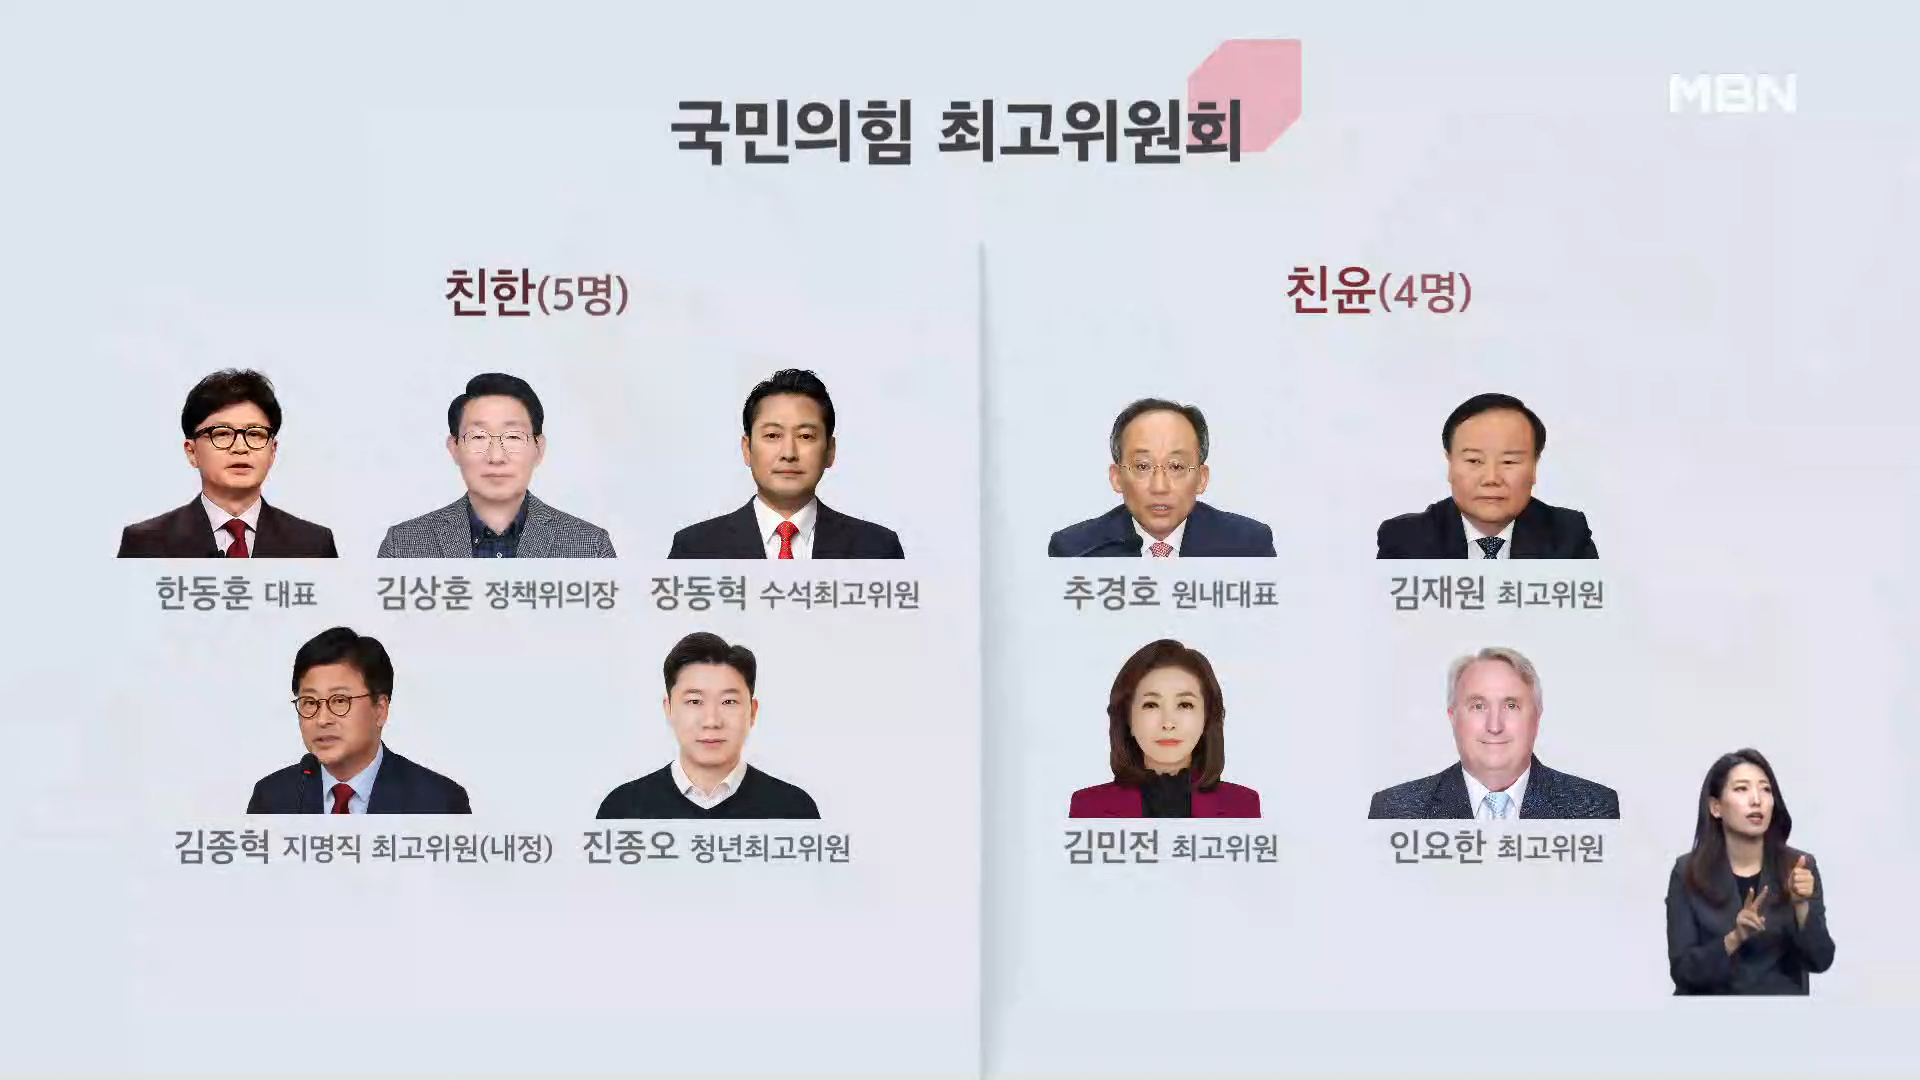 국민의힘 최고위원회
MBN
친한(5명)
친윤(4명)
한동훈 대표
김상훈 정책위의장
장동혁 수석최고위원
추경호 원내대표
김재원 최고위원
김종혁 지명직 최고위원(내정)
진종오 청년최고위원
김민전 최고위원
인요한 최고위원